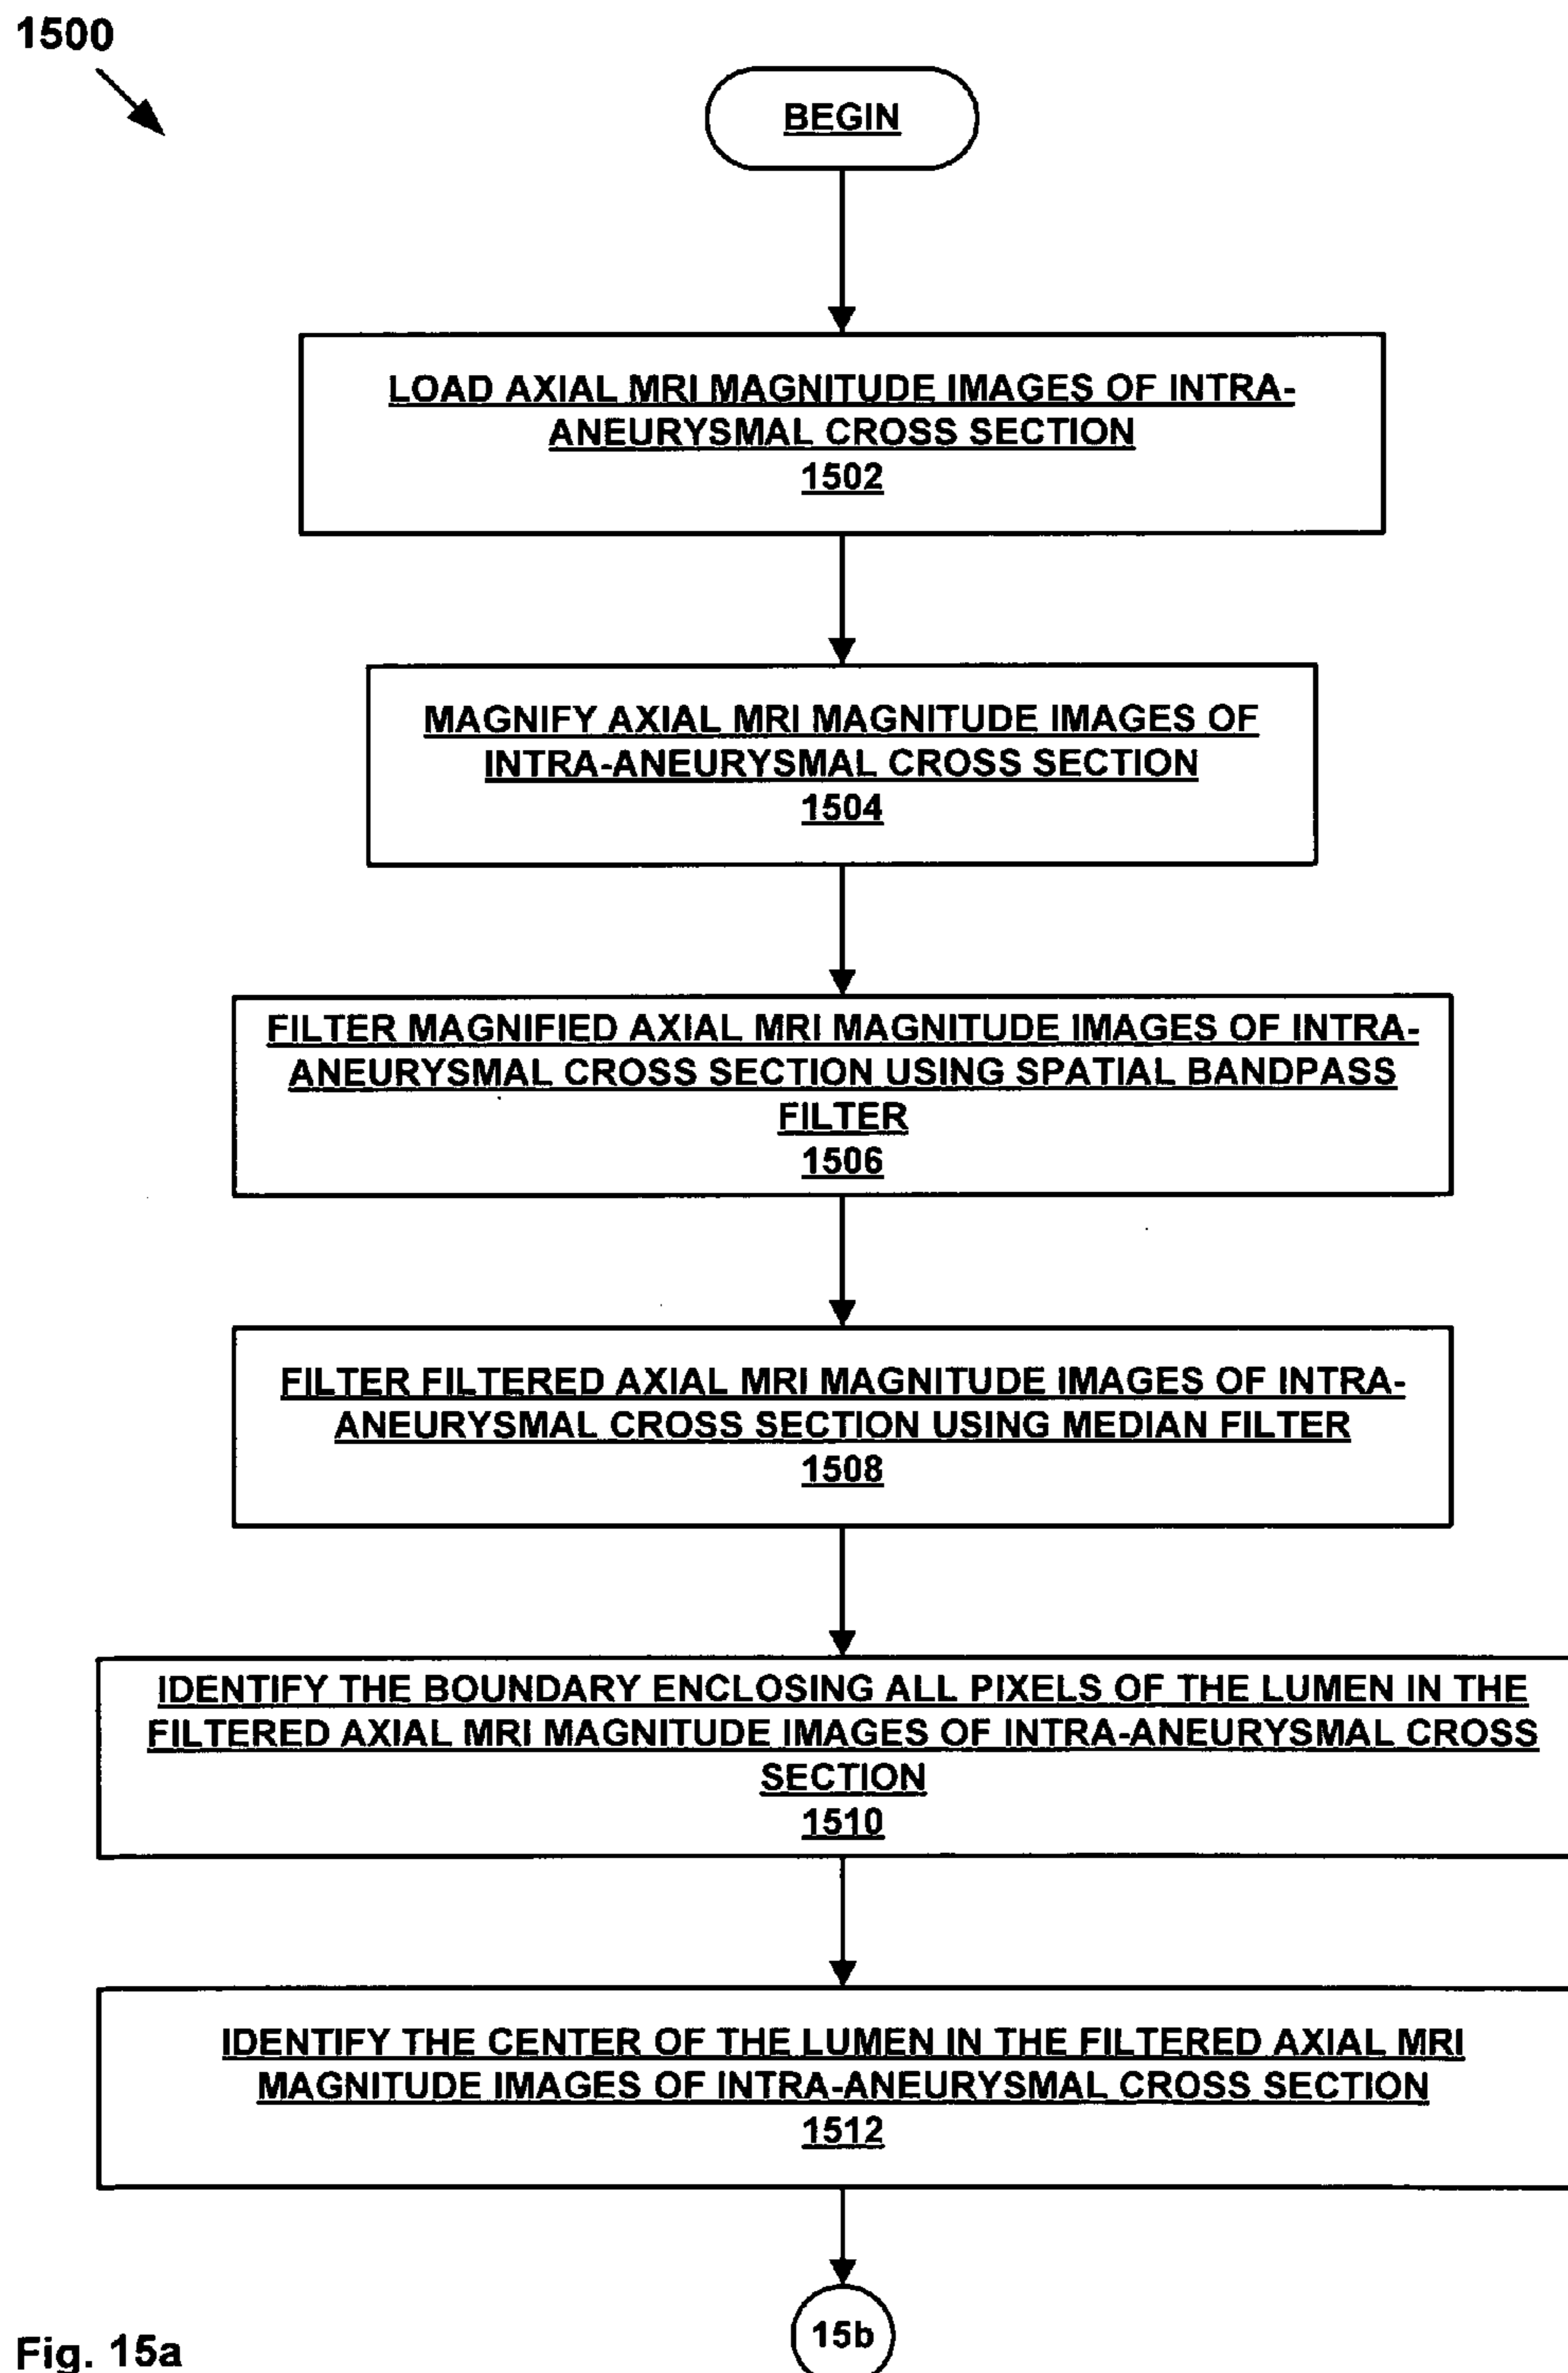 1500
BEGIN
LOAD AXIAL MRI MAGNITUDE IMAGES OF INTRA-
ANEURYSMAL CROSS SECTION
1502
MAGNIFY AXIAL MRI MAGNITUDE IMAGES OF
INTRA-ANEURYSMAL CROSS SECTION
1504
FILTER MAGNIFIED AXIAL MRI MAGNITUDE IMAGES OF INTRA-
ANEURYSMAL CROSS SECTION USING SPATIAL BANDPASS
FILTER
1506
FILTER FILTERED AXIAL MRI MAGNITUDE IMAGES OF INTRA-
ANEURYSMAL CROSS SECTION USING MEDIAN FILTER
1508
IDENTIFY THE BOUNDARY ENCLOSING ALL PIXELS OF THE LUMEN IN THE
FILTERED AXIAL MRI MAGNITUDE IMAGES OF INTRA-ANEURYSMAL CROSS
SECTION
1510
IDENTIFY THE CENTER OF THE LUMEN IN THE FILTERED AXIAL MRI
MAGNITUDE IMAGES OF INTRA-ANEURYSMAL CROSS SECTION
1512
15b
Fig. 15a